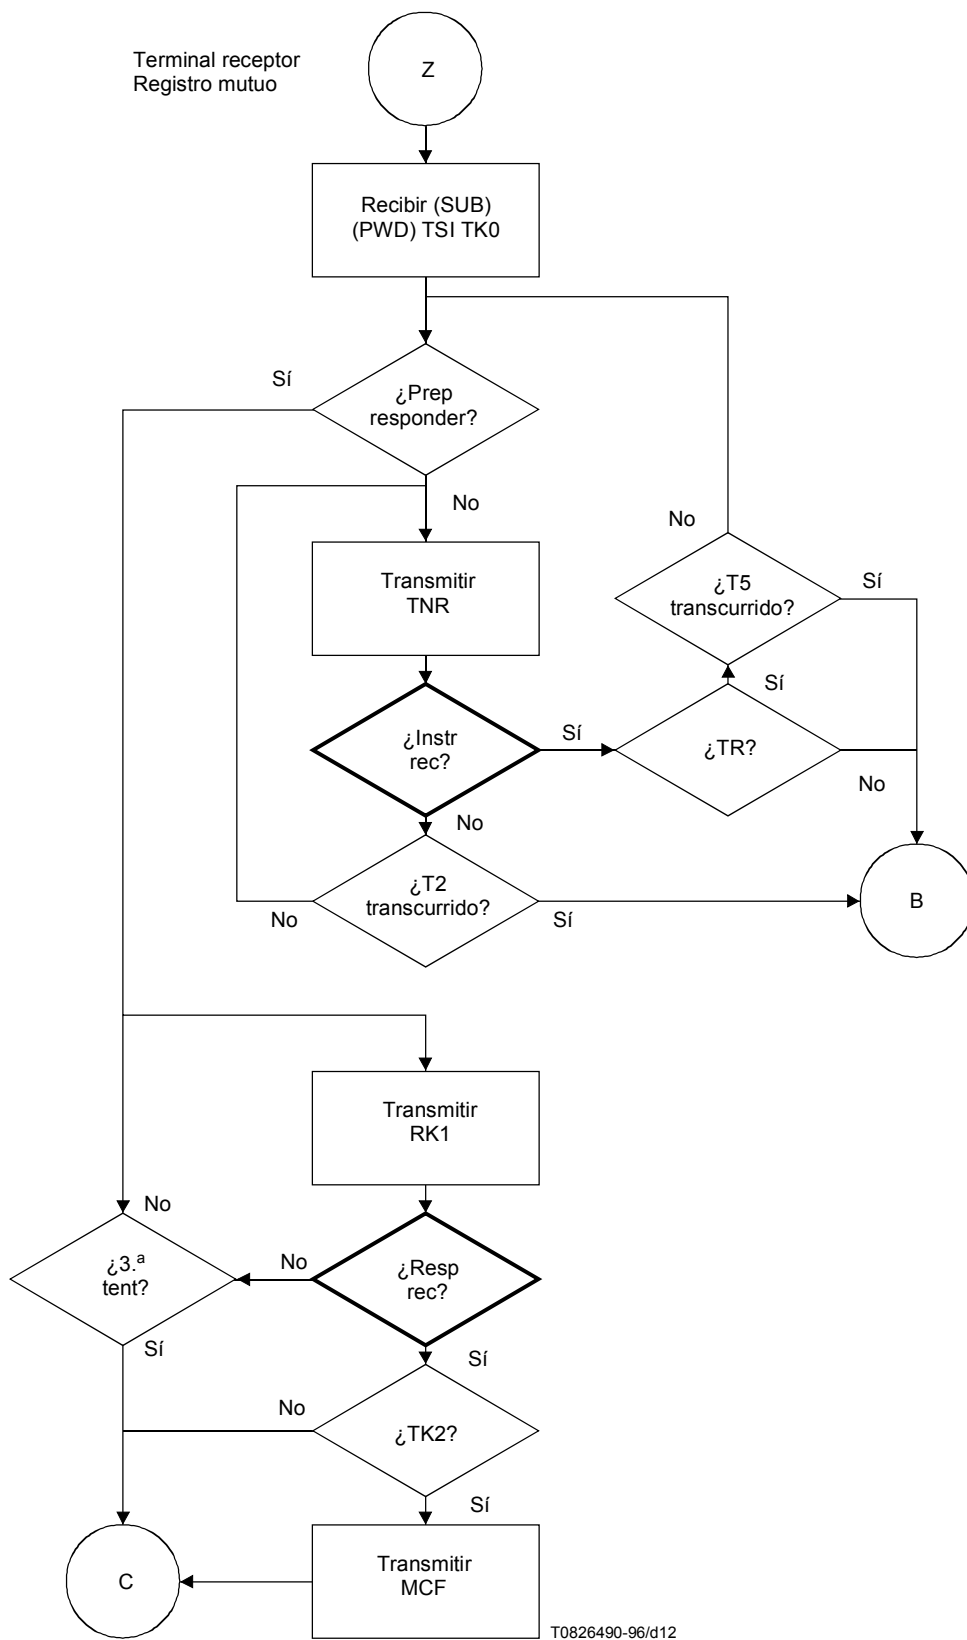 Terminal receptor
Registro mutuo
Z
Recibir (SUB)
(PWD) TSI TK0
Sí
¿Prep
responder?
No
No
Transmitir
TNR
¿T5
transcurrido?
Sí
Sí
¿Instr
rec?
Sí
¿TR?
No
No
¿T2
transcurrido?
No
Sí
B
Transmitir
RK1
No
¿3.ª
tent?
No
¿Resp
rec?
Sí
Sí
No
¿TK2?
Sí
C
Transmitir
MCF
T0826490-96/d12